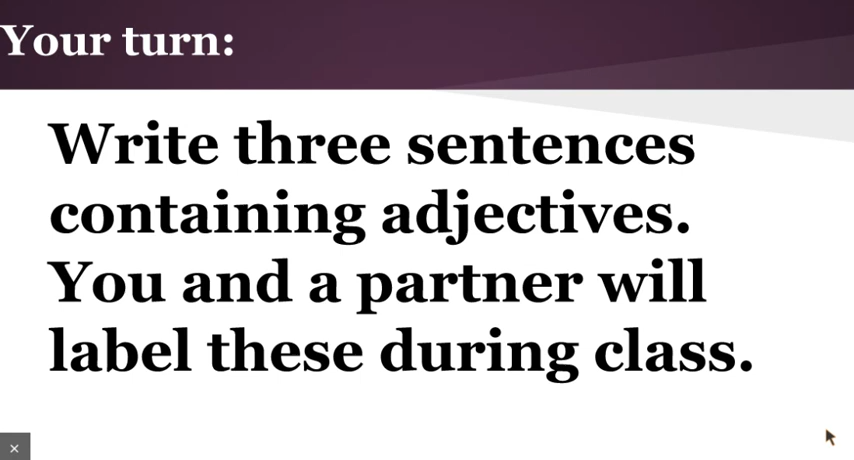 Your turn:
Write three sentences
containing adjectives.
You and a partner will
label these during class.